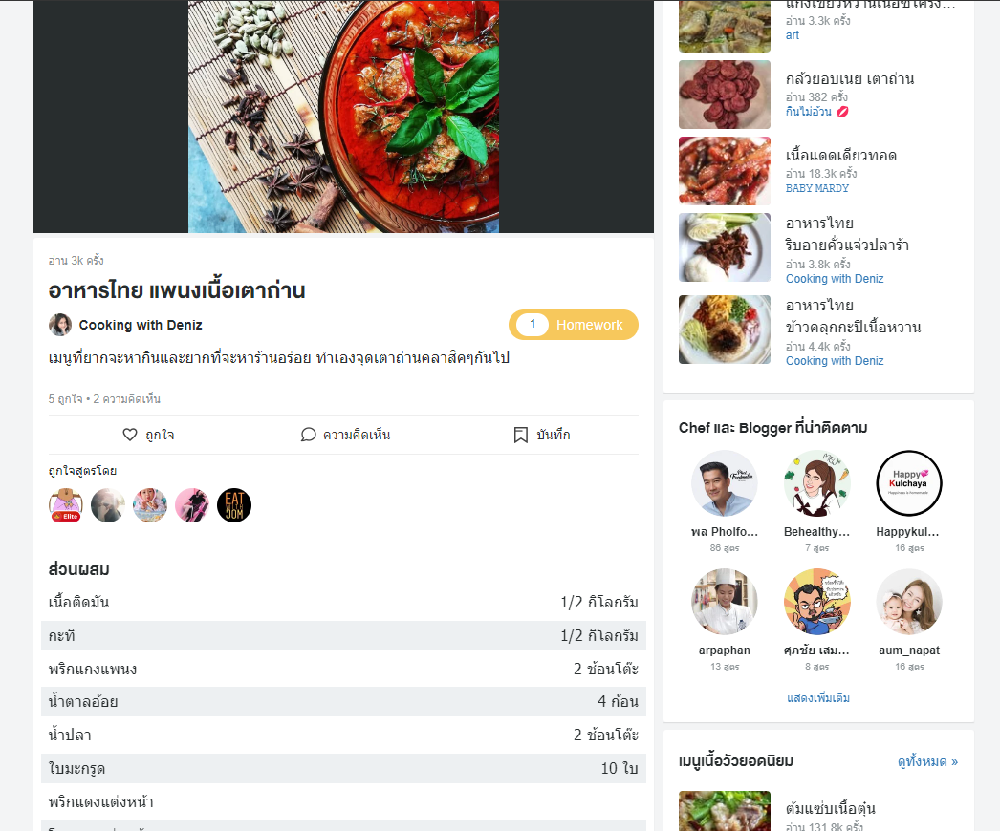 อ่าน 3k ครั้ง
อาหารไทย แพนงเนื้อเตาถ่าน
Cooking with Deniz
1 Homework
เมนูที่ยากจะหากินและยากที่จะหาร้านอร่อย ทำเองจุดเตาถ่านคลาสิคๆกันไป
5 ถูกใจ • 2 ความคิดเห็น
ถูกใจ ความคิดเห็น บันทึก
ถูกใจสูตรโดย
Elite
EAT
JOM
ส่วนผสม
เนื้อติดมัน 1/2 กิโลกรัม
กะทิ 1/2 กิโลกรัม
พริกแกงแพนง 2 ช้อนโต๊ะ
น้ำตาลอ้อย 4 ก้อน
น้ำปลา 2 ช้อนโต๊ะ
ใบมะกรูด 10 ใบ
พริกแดงแต่งหน้า
อ่าน 3.3k ครั้ง
art
กล้วยอบเนย เตาถ่าน
อ่าน 382 ครั้ง
กินไม่อ้วน 💋
เนื้อแดดเดียวทอด
อ่าน 18.3k ครั้ง
BABY MARDY
อาหารไทย
ริบอายคั่วแจ่วปลาร้า
อ่าน 3.8k ครั้ง
Cooking with Deniz
อาหารไทย
ข้าวคลุกกะปิเนื้อหวาน
อ่าน 4.4k ครั้ง
Cooking with Deniz
Chef และ Blogger ที่น่าติดตาม
พล Pholfo...
86 สูตร
MELV
Behealthy...
7 สูตร
Happy
Kulchaya
Happykul...
16 สูตร
arpaphan
13 สูตร
ศุภชัย เสม...
8 สูตร
aum_napat
16 สูตร
แสดงเพิ่มเติม
เมนูเนื้อวัวยอดนิยม ดูทั้งหมด »
ต้มแซ่บเนื้อตุ๋น
อ่าน 131.8k ครั้ง